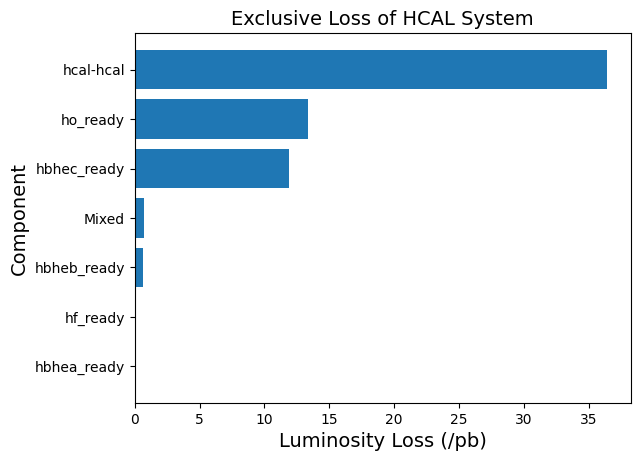 Exclusive Loss of HCAL System
Component
hcal-hcal
ho_ready
hbhec_ready
Mixed
hbheb_ready
hf_ready
hbhea_ready
0 5 10 15 20 25 30 35
Luminosity Loss (/pb)